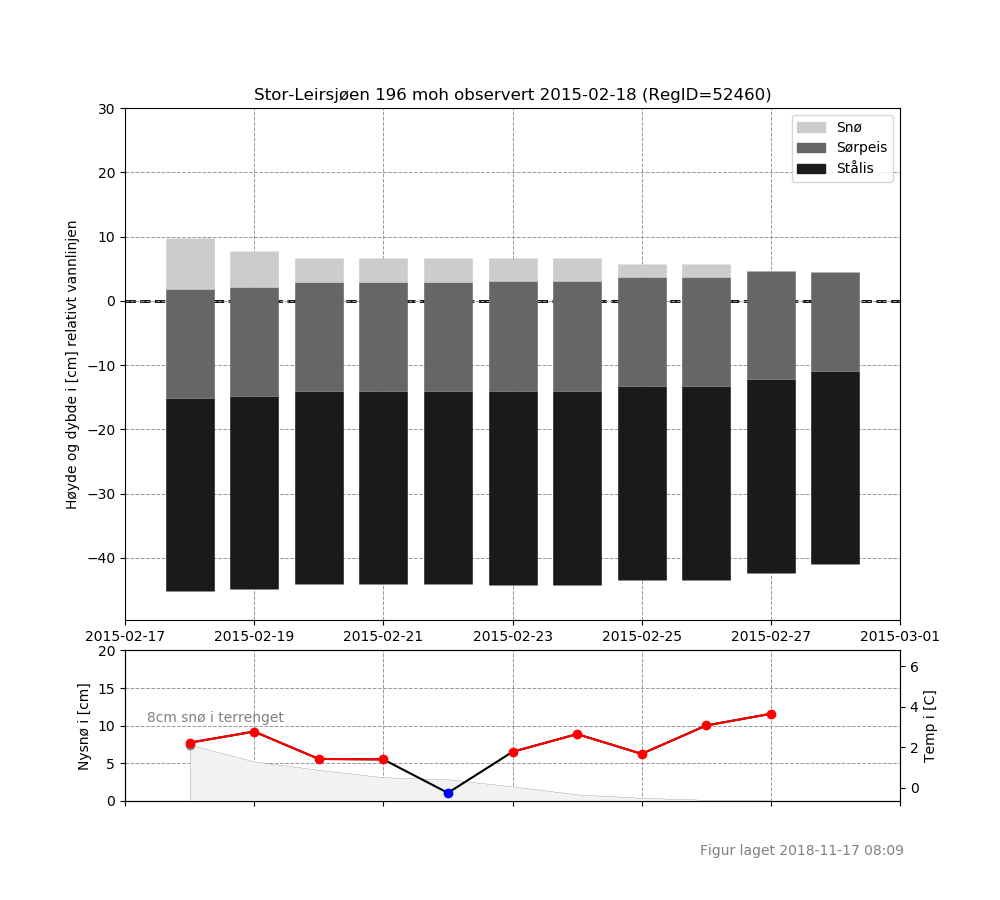 Stor-Leirsjøen 196 moh observert 2015-02-18 (RegID=52460)
Snø
Sørpeis
Stålis
Høyde og dybde i [cm] relativt vannlinjen
30
20
10
0
−10
−20
−30
−40
2015-02-17 2015-02-19 2015-02-21 2015-02-23 2015-02-25 2015-02-27 2015-03-01
Nysnø i [cm]
20
15
10
5
0
8cm snø i terrenget
6
4
2
0
Temp i [C]
Figur laget 2018-11-17 08:09